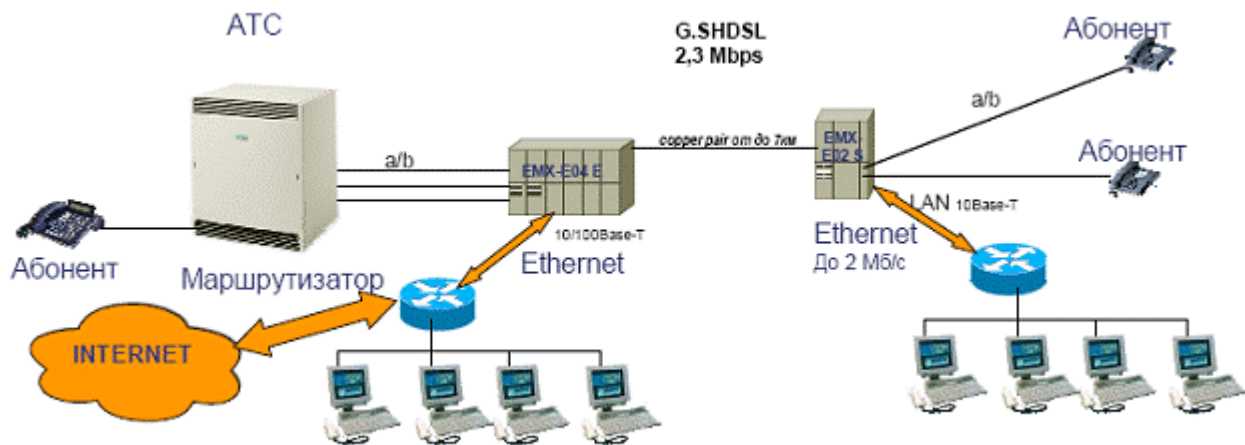 АТС
G.SHDSL
2,3 Mbps
Абонент
a/b
EMX-E04 E
copper pair от до 7км
EMX-
E02 S
a/b
Абонент
LAN 10Base-T
10/100Base-T
Ethernet
Ethernet
До 2 Мб/с
Абонент
Маршрутизатор
INTERNET